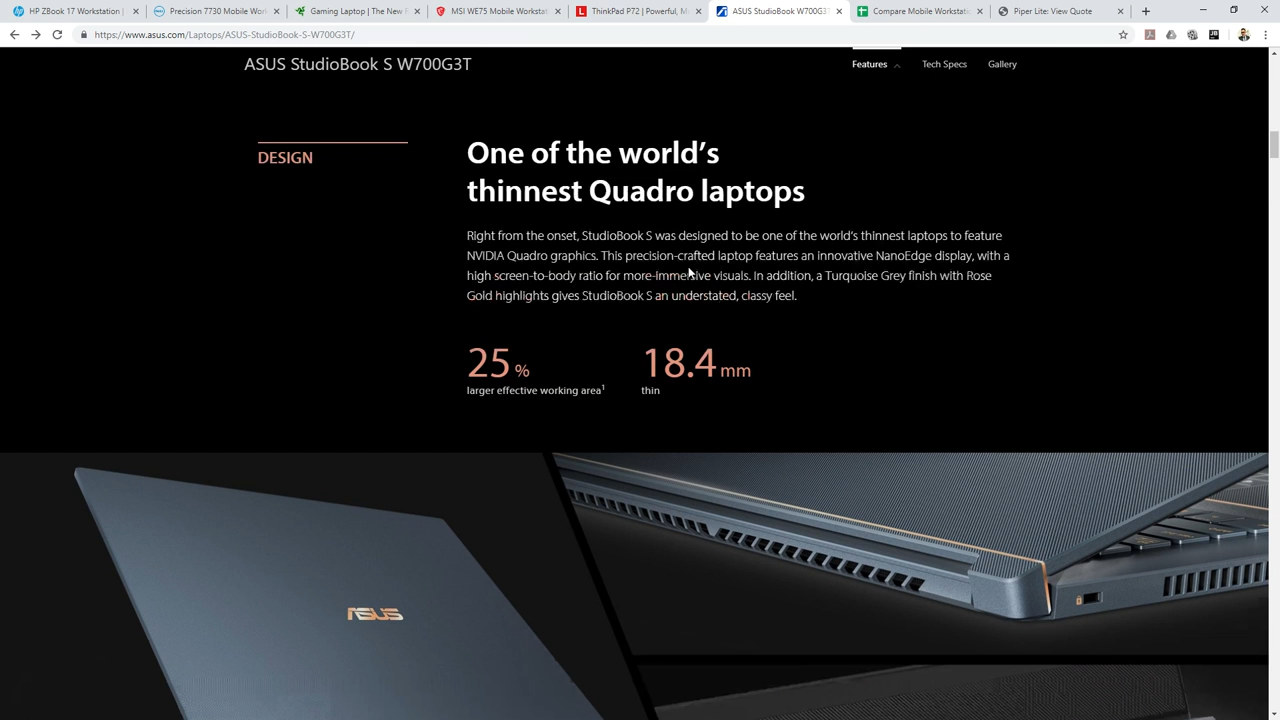 HP ZBook 17 Workstation |
Precision 7730 Mobile Wor
Gaming Laptop | The New R
MSI WE75 Mobile Workstat
ThinkPad P72 | Powerful, M
ASUS StudioBook W700G3T
Compare Mobile Workstatio
Piper Lite: View Quote
https://www.asus.com/Laptops/ASUS-StudioBook-S-W700G3T/
ASUS StudioBook S W700G3T
Features
Tech Specs
Gallery
DESIGN
One of the world's
thinnest Quadro laptops
Right from the onset, StudioBook S was designed to be one of the world's thinnest laptops to feature
NVIDIA Quadro graphics. This precision-crafted laptop features an innovative NanoEdge display, with a
high screen-to-body ratio for more-immersive visuals. In addition, a Turquoise Grey finish with Rose
Gold highlights gives StudioBook S an understated, classy feel.
25 %
larger effective working area1
18.4 mm
thin
ASUS